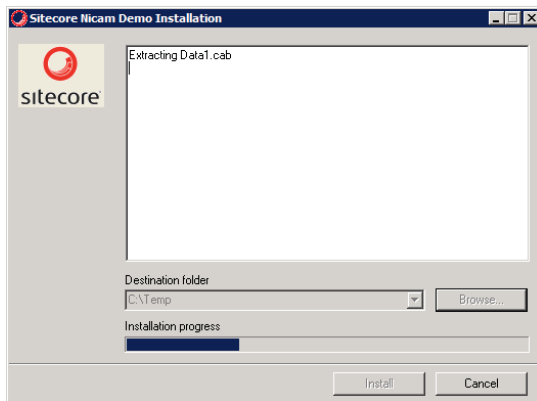 Sitecore Nicam Demo Installation
sitecore
Extracting Data1.cab
Destination folder
C:\Temp
Browse...
Installation progress
Install
Cancel